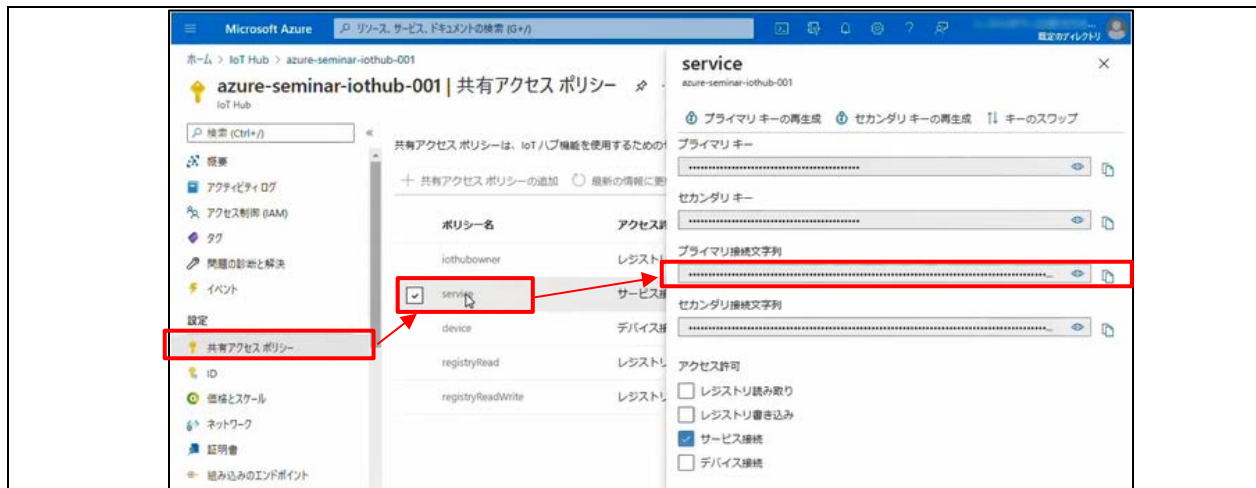 Microsoft Azure
リソース、サービス、ドキュメントの検索 (G+/)
既定のディレクトリ
ホーム > IoT Hub > azure-seminar-iothub-001
azure-seminar-iothub-001 | 共有アクセス ポリシー
IoT Hub
検索 (Ctrl+/)
概要
アクティビティ ログ
アクセス制御 (IAM)
タグ
問題の診断と解決
イベント
設定
共有アクセス ポリシー
ID
価格とスケール
ネットワーク
証明書
組み込みのエンドポイント
共有アクセス ポリシーは、IoT ハブ機能を使用するための
共有アクセス ポリシーの追加
最新の情報に更
ポリシー名
アクセス許
iothubowner
レジストリ
service
サービス接
device
デバイス接
registryRead
レジストリ
registryReadWrite
レジストリ
service
azure-seminar-iothub-001
プライマリ キーの再生成
セカンダリ キーの再生成
キーのスワップ
プライマリ キー
セカンダリ キー
プライマリ接続文字列
セカンダリ接続文字列
アクセス許可
レジストリ読み取り
レジストリ書き込み
サービス接続
デバイス接続